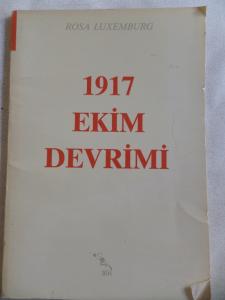 ROSA LUXEMBURG
1917
EKİM
DEVRİMİ